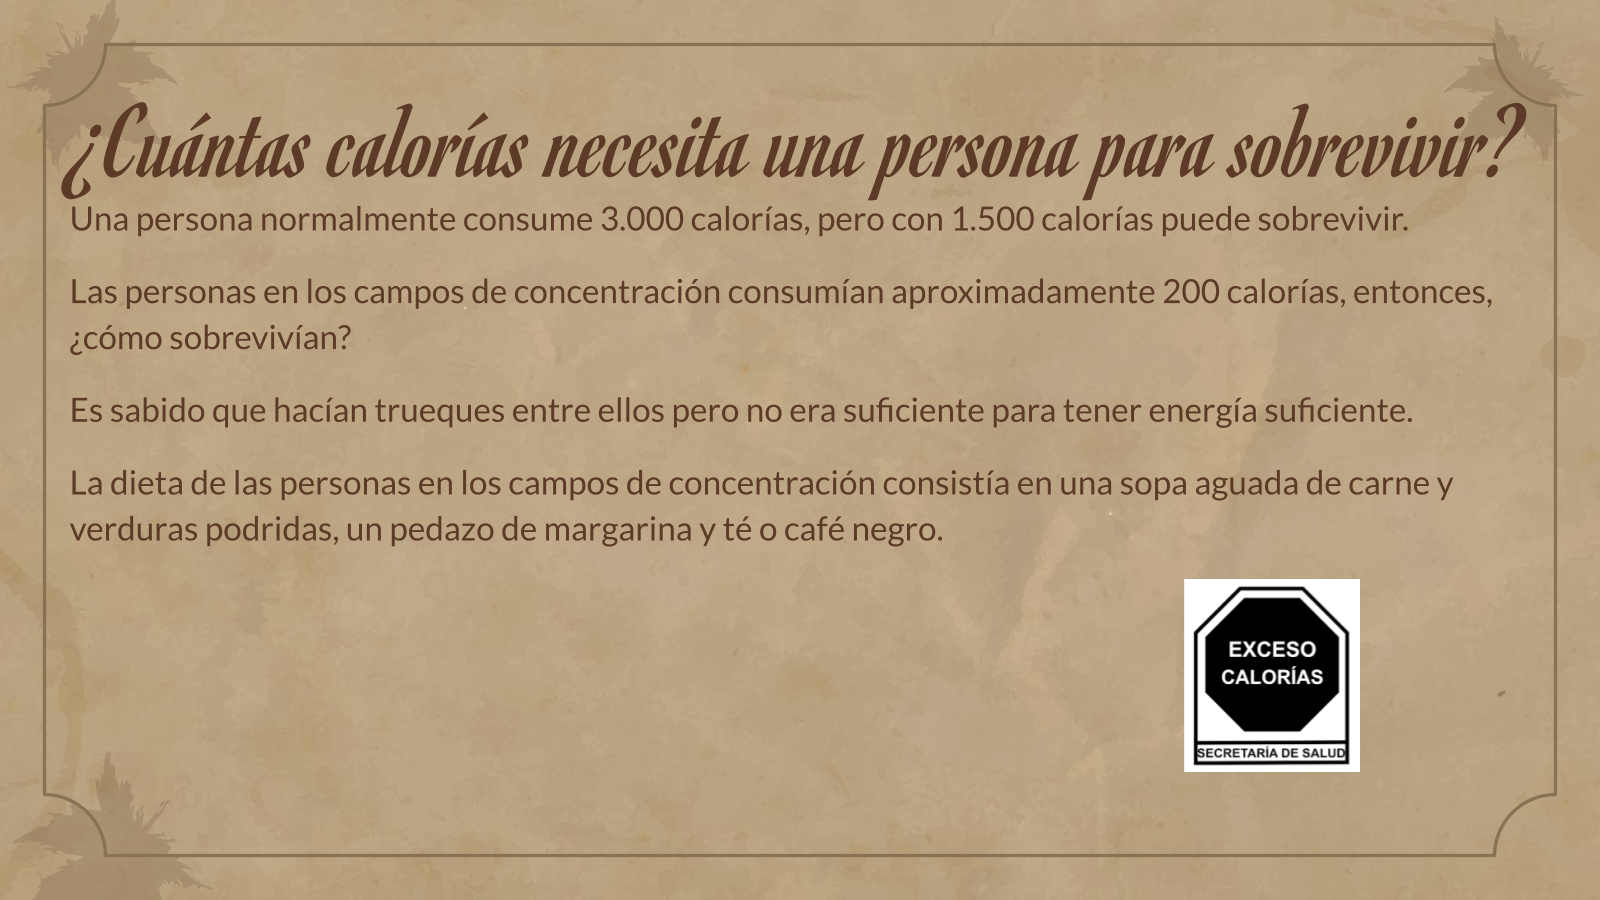 ¿Cuántas calorías necesita una persona para sobrevivir?
Una persona normalmente consume 3.000 calorías, pero con 1.500 calorías puede sobrevivir.
Las personas en los campos de concentración consumían aproximadamente 200 calorías, entonces,
¿cómo sobrevivían?
Es sabido que hacían trueques entre ellos pero no era suficiente para tener energía suficiente.
La dieta de las personas en los campos de concentración consistía en una sopa aguada de carne y
verduras podridas, un pedazo de margarina y té o café negro.
EXCESO
CALORÍAS
SECRETARÍA DE SALUD